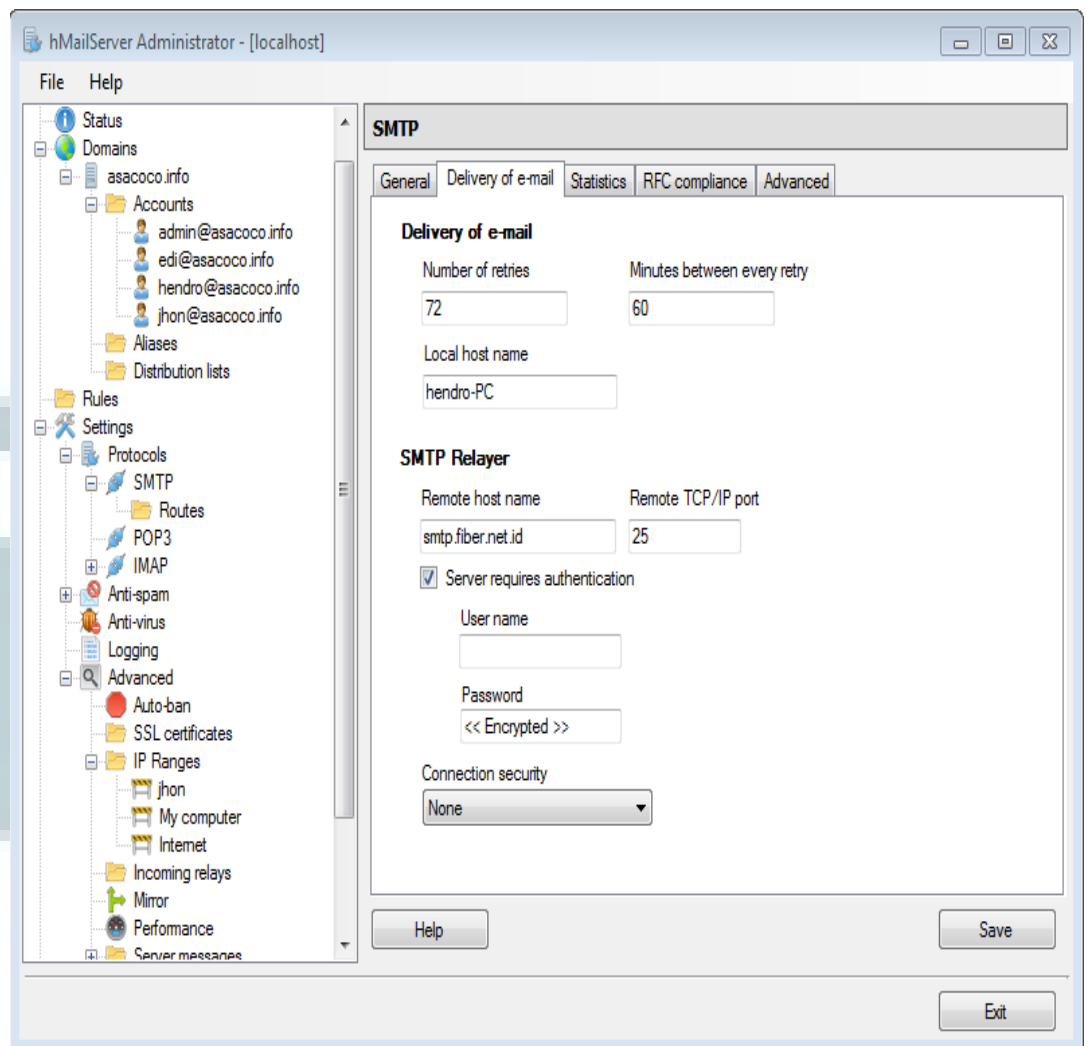 hMailServer Administrator - [localhost]
File Help
Status
Domains
asacoco.info
Accounts
admin@asacoco.info
edi@asacoco.info
hendro@asacoco.info
jhon@asacoco.info
Aliases
Distribution lists
Rules
Settings
Protocols
SMTP
Routes
POP3
IMAP
Anti-spam
Anti-virus
Logging
Advanced
Auto-ban
SSL certificates
IP Ranges
jhon
My computer
Internet
Incoming relays
Mirror
Performance
Server messages
SMTP
General Delivery of e-mail Statistics RFC compliance Advanced
Delivery of e-mail
Number of retries Minutes between every retry
72 60
Local host name
hendro-PC
SMTP Relayer
Remote host name Remote TCP/IP port
smtp.fiber.net.id 25
Server requires authentication
User name
Password
<< Encrypted >>
Connection security
None
Help Save
Exit